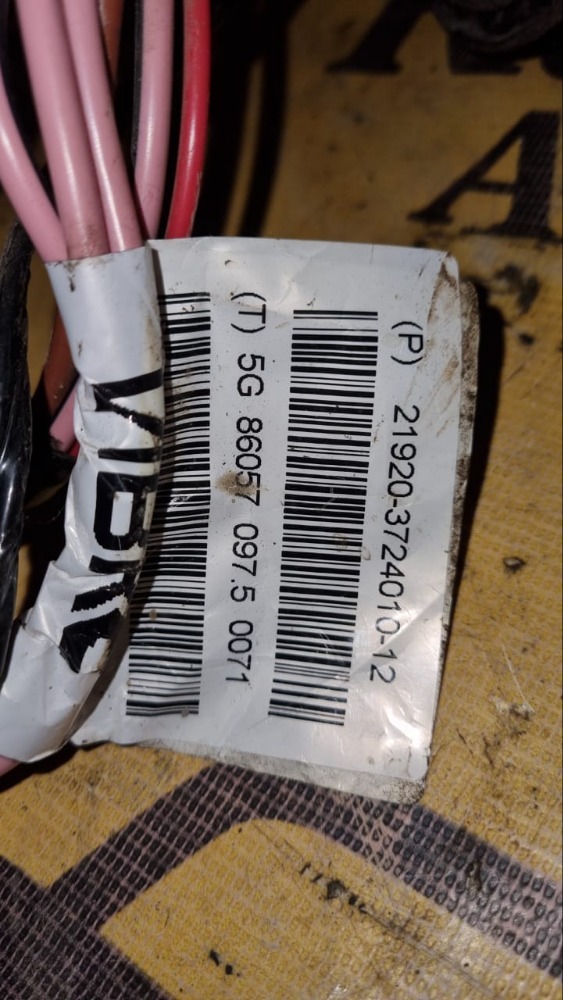 (P) 21920-3724010-12
(T) 5G 86057 097.5 0071
A